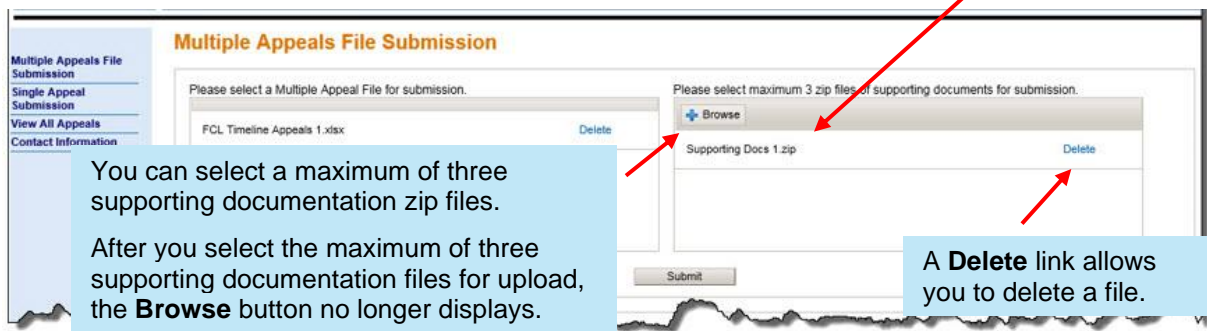 Multiple Appeals File Submission
Multiple Appeals File
Submission
Single Appeal
Submission
View All Appeals
Contact Information
Please select a Multiple Appeal File for submission.
FCL Timeline Appeals 1.xlsx
Delete
Please select maximum 3 zip files of supporting documents for submission.
Browse
Supporting Docs 1.zip
Delete
You can select a maximum of three
supporting documentation zip files.
After you select the maximum of three
supporting documentation files for upload,
the Browse button no longer displays.
Submit
A Delete link allows
you to delete a file.